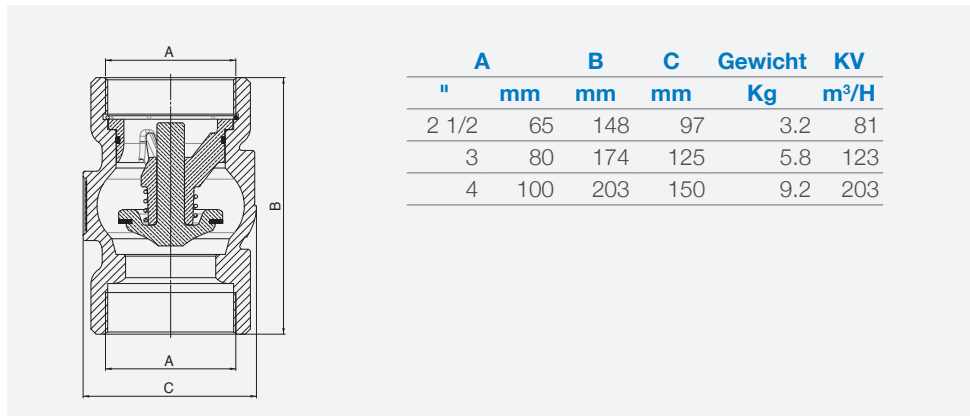 A
B
A
C
A B C Gewicht KV
" mm mm mm Kg m³/H
2 1/2 65 148 97 3.2 81
3 80 174 125 5.8 123
4 100 203 150 9.2 203